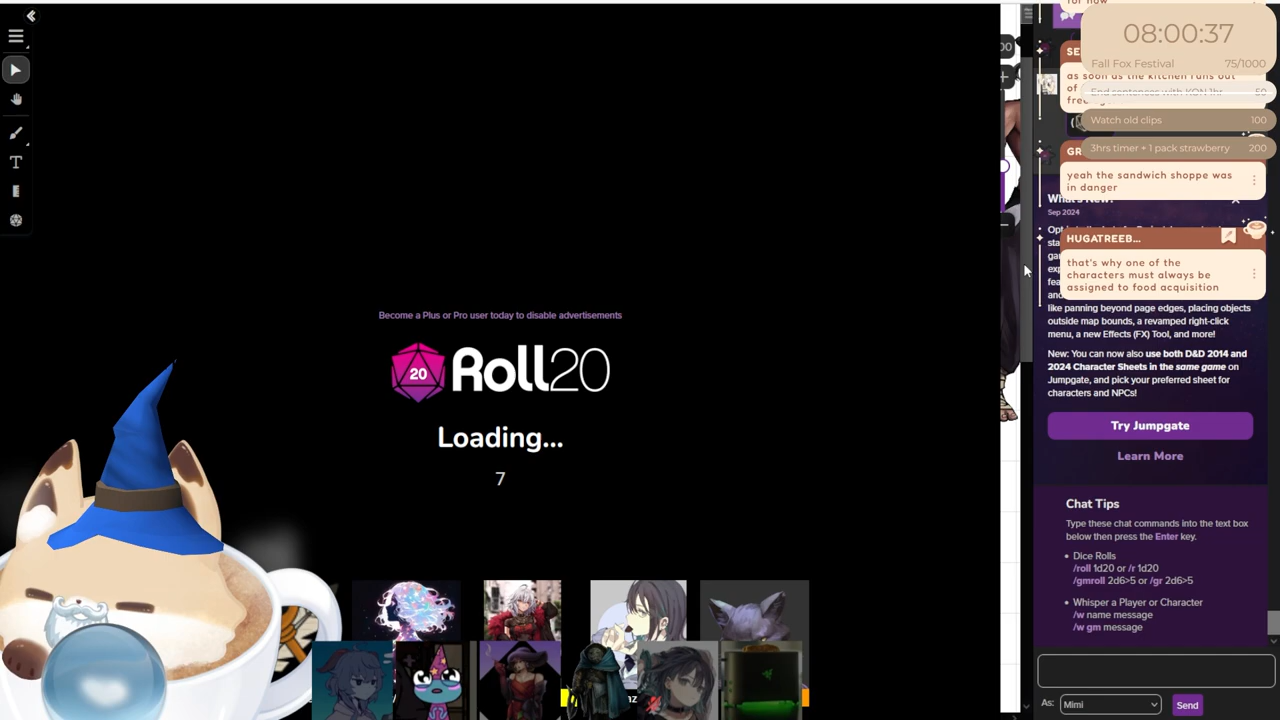 Become a Plus or Pro user today to disable advertisements
20
Roll20
Loading...
7
for now
08:00:37
Fall Fox Festival 75/1000
as soon as the kitchen runs out
End sentences with KON 1hr 50
Watch old clips 100
3hrs timer + 1 pack strawberry 200
yeah the sandwich shoppe was
in danger
What's New?
Sep 2024
HUGATREEB...
that's why one of the
characters must always be
assigned to food acquisition
like panning beyond page edges, placing objects
outside map bounds, a revamped right-click
menu, a new Effects (FX) Tool, and more!
New: You can now also use both D&D 2014 and
2024 Character Sheets in the same game on
Jumpgate, and pick your preferred sheet for
characters and NPCs!
Try Jumpgate
Learn More
Chat Tips
Type these chat commands into the text box
below then press the Enter key.
• Dice Rolls
/roll 1d20 or /r 1d20
/gmroll 2d6>5 or /gr 2d6>5
• Whisper a Player or Character
/w name message
/w gm message
As: Mimi Send